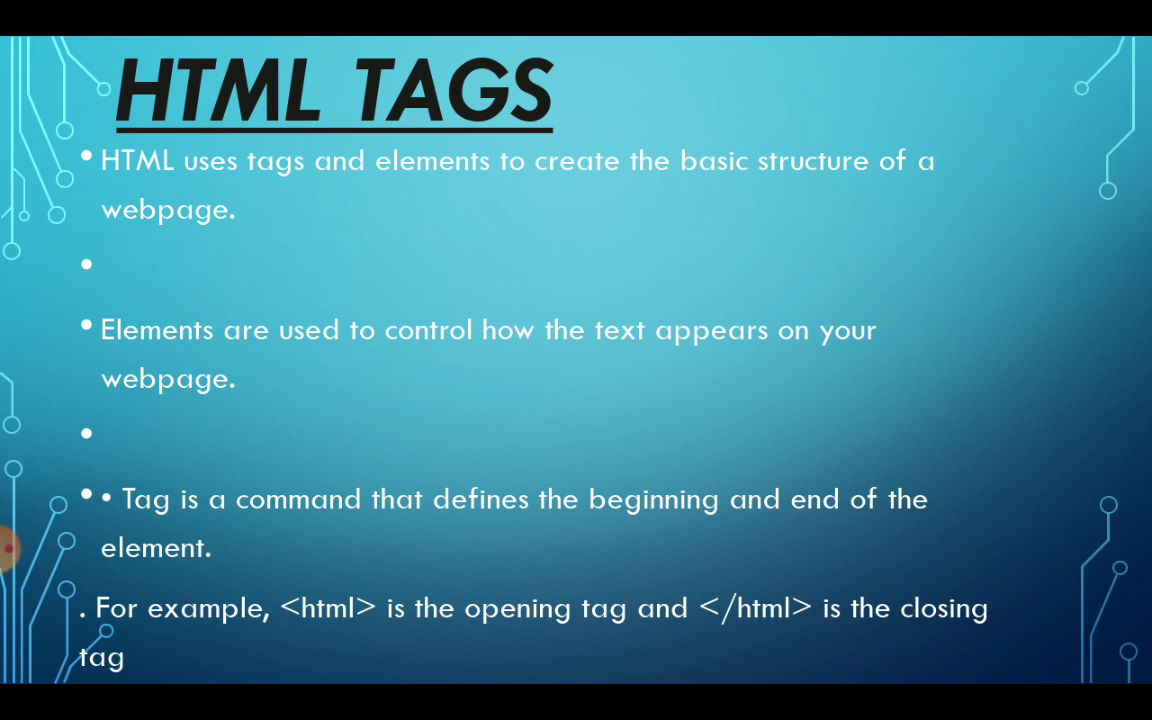 HTML TAGS
• HTML uses tags and elements to create the basic structure of a
webpage.
•
• Elements are used to control how the text appears on your
webpage.
•
• • Tag is a command that defines the beginning and end of the
element.
. For example, <html> is the opening tag and </html> is the closing
tag